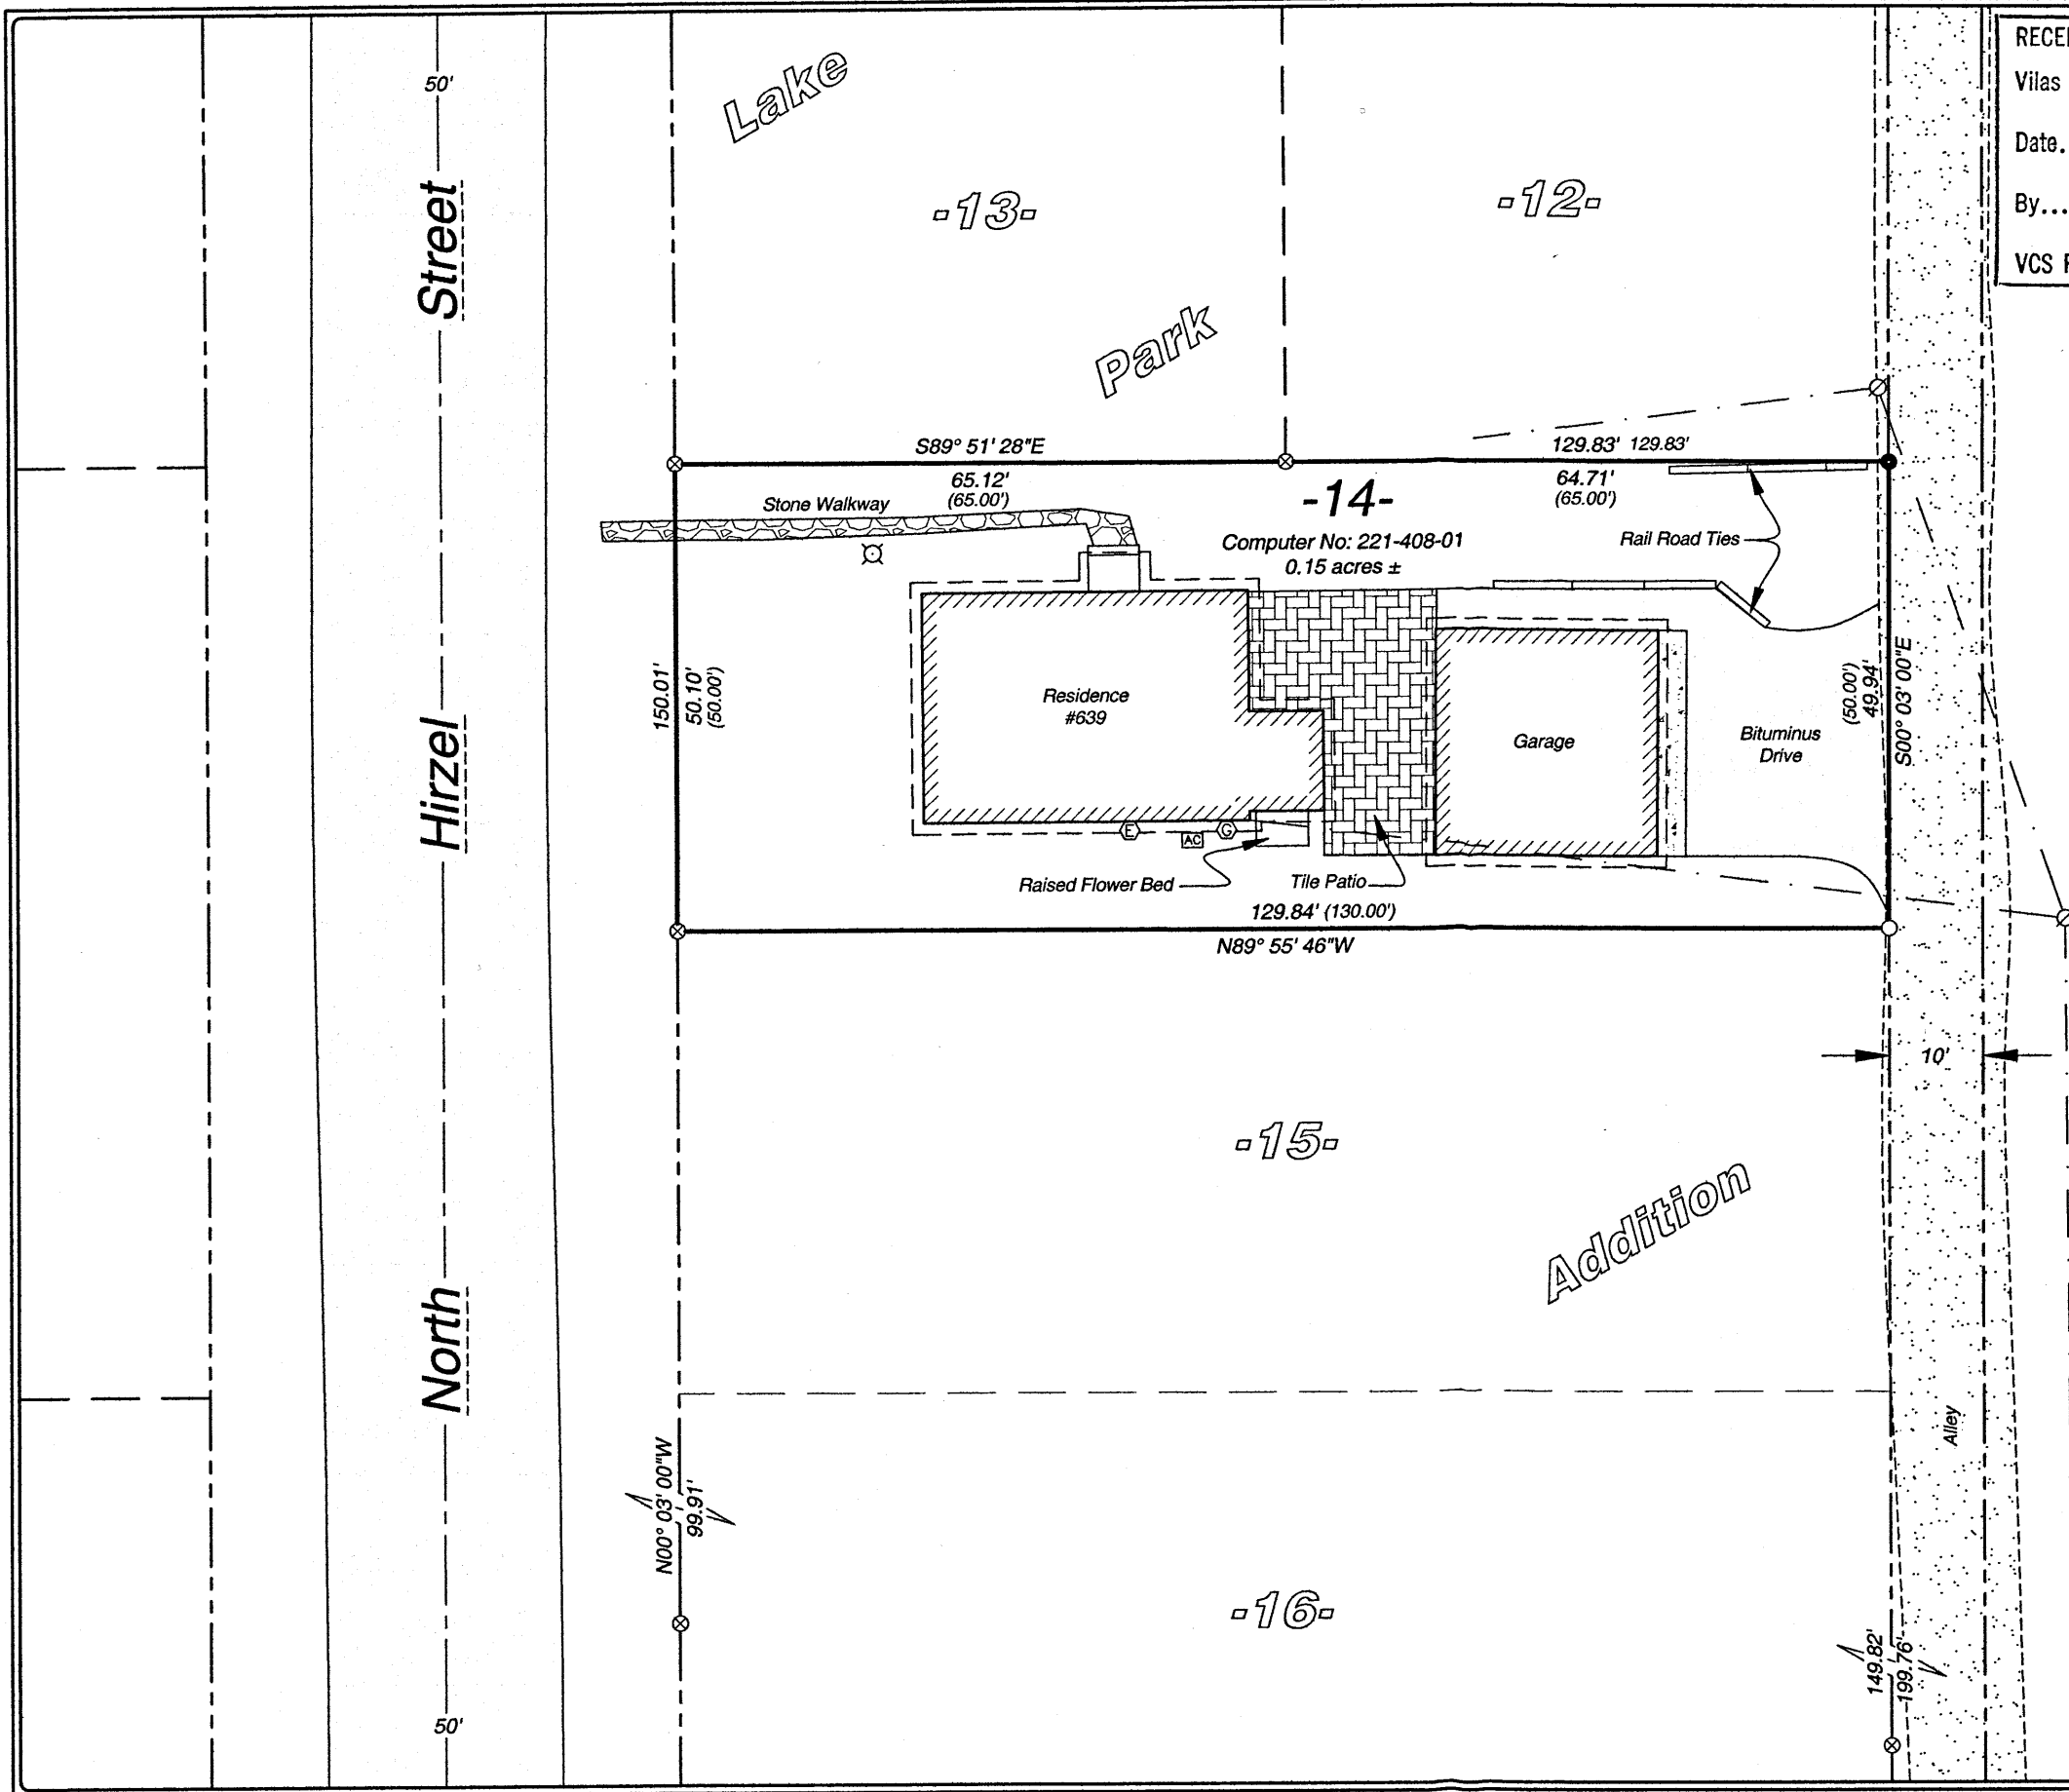 RECE
Vilas
Date.
By...
VCS
50'
Lake
-13-
-12-
Street
Park
S89° 51' 28"E
129.83' 129.83'
65.12'
(65.00')
64.71'
(65.00')
Stone Walkway
-14-
Computer No: 221-408-01
0.15 acres ±
Rail Road Ties
150.01'
50.10'
(50.00')
Residence
#639
Garage
Bituminus
Drive
(50.00')
49.94'
S00° 03' 00"E
Hirzel
E
AC
G
Raised Flower Bed
Tile Patio
129.84' (130.00')
N89° 55' 46"W
10'
-15-
Addition
North
Alley
N00° 03' 00"W
99.91'
-16-
149.82'
199.76'
50'